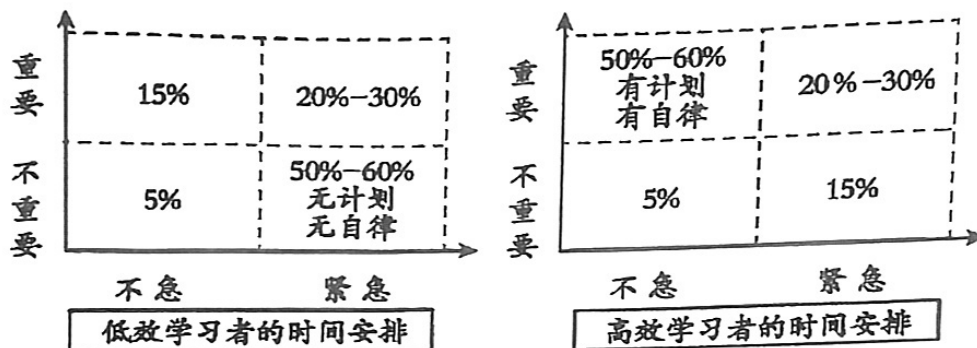 重要
15%
20%-30%
不重要
5%
50%-60%
无计划
无自律
不急
紧急
低效学习者的时间安排
重要
50%-60%
有计划
有自律
20%-30%
不重要
5%
15%
不急
紧急
高效学习者的时间安排